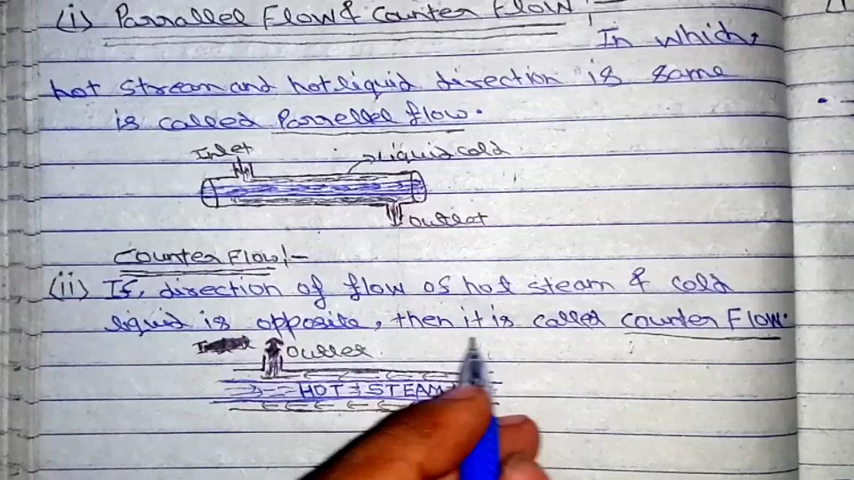 (i) Parrallel Flow & Counter Flow :
In which,
hot stream and hot liquid direction is same
is called Parrellel flow.
Inlet
liquid cold
outlet
Counter Flow:-
(ii) If, direction of flow of hot steam & cold
liquid is opposite, then it is called counter Flow.
outlet
HOT STEAM